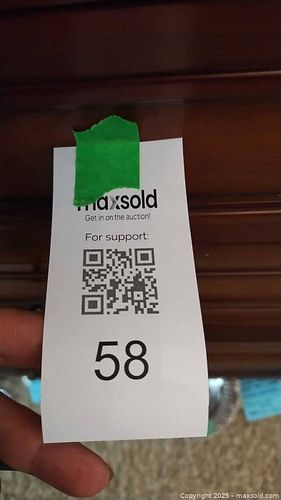 maxsold
Get in on the auction!
For support:
58
Copyright © 2025 - maxsold.com